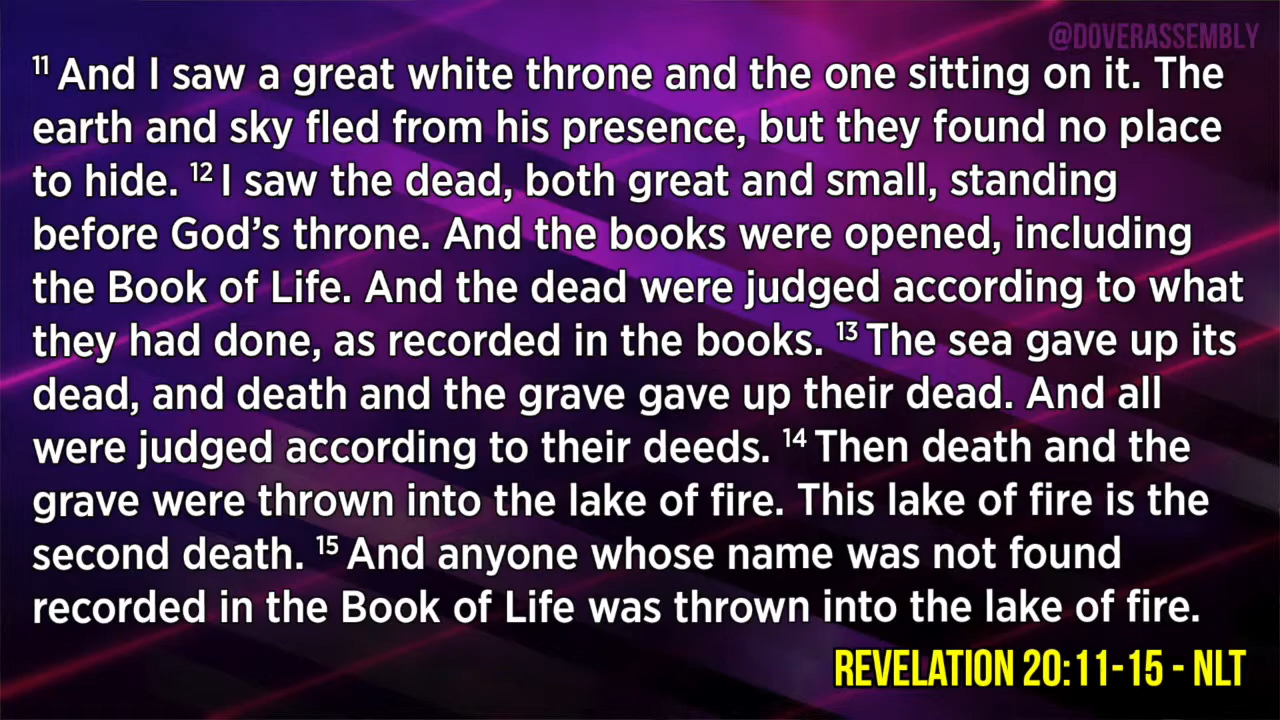 @DOVERASSEMBLY
11 And I saw a great white throne and the one sitting on it. The
earth and sky fled from his presence, but they found no place
to hide. 12 I saw the dead, both great and small, standing
before God’s throne. And the books were opened, including
the Book of Life. And the dead were judged according to what
they had done, as recorded in the books. 13 The sea gave up its
dead, and death and the grave gave up their dead. And all
were judged according to their deeds. 14 Then death and the
grave were thrown into the lake of fire. This lake of fire is the
second death. 15 And anyone whose name was not found
recorded in the Book of Life was thrown into the lake of fire.
REVELATION 20:11-15 - NLT